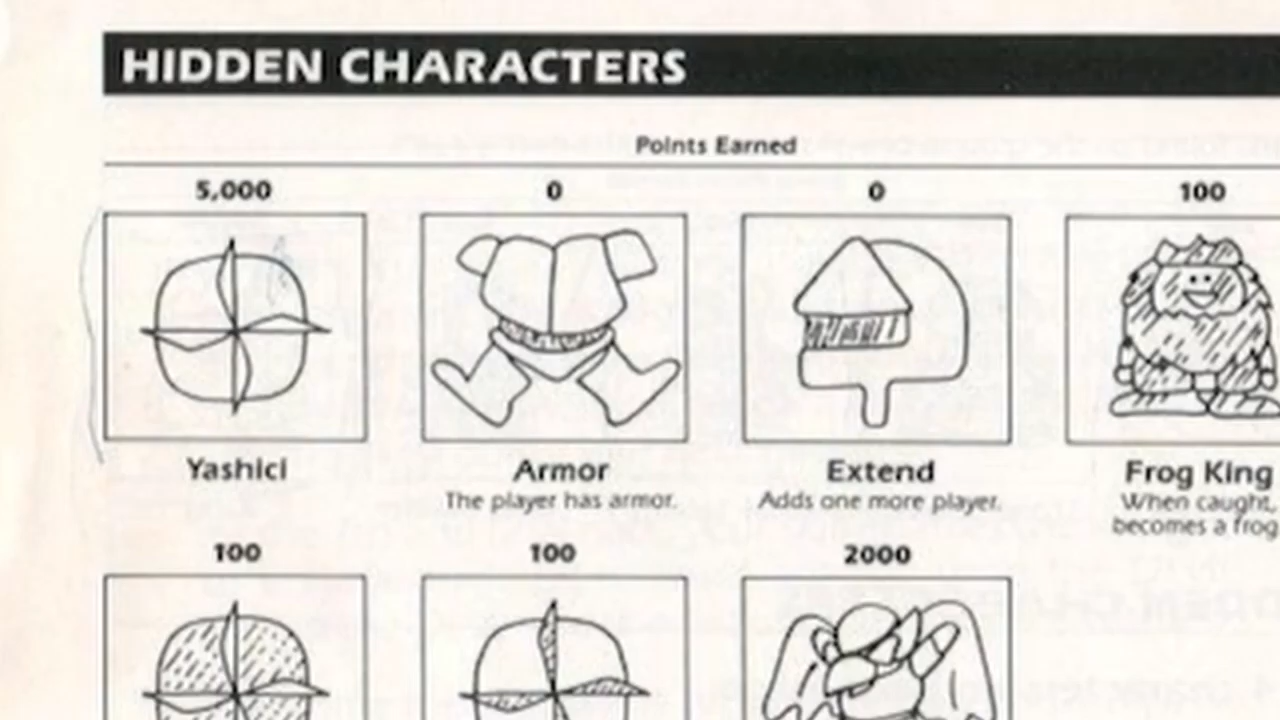 HIDDEN CHARACTERS
Points Earned
5,000 0 0 100
Yashici Armor Extend Frog King
The player has armor. Adds one more player. When caught,
becomes a frog
100 100 2000